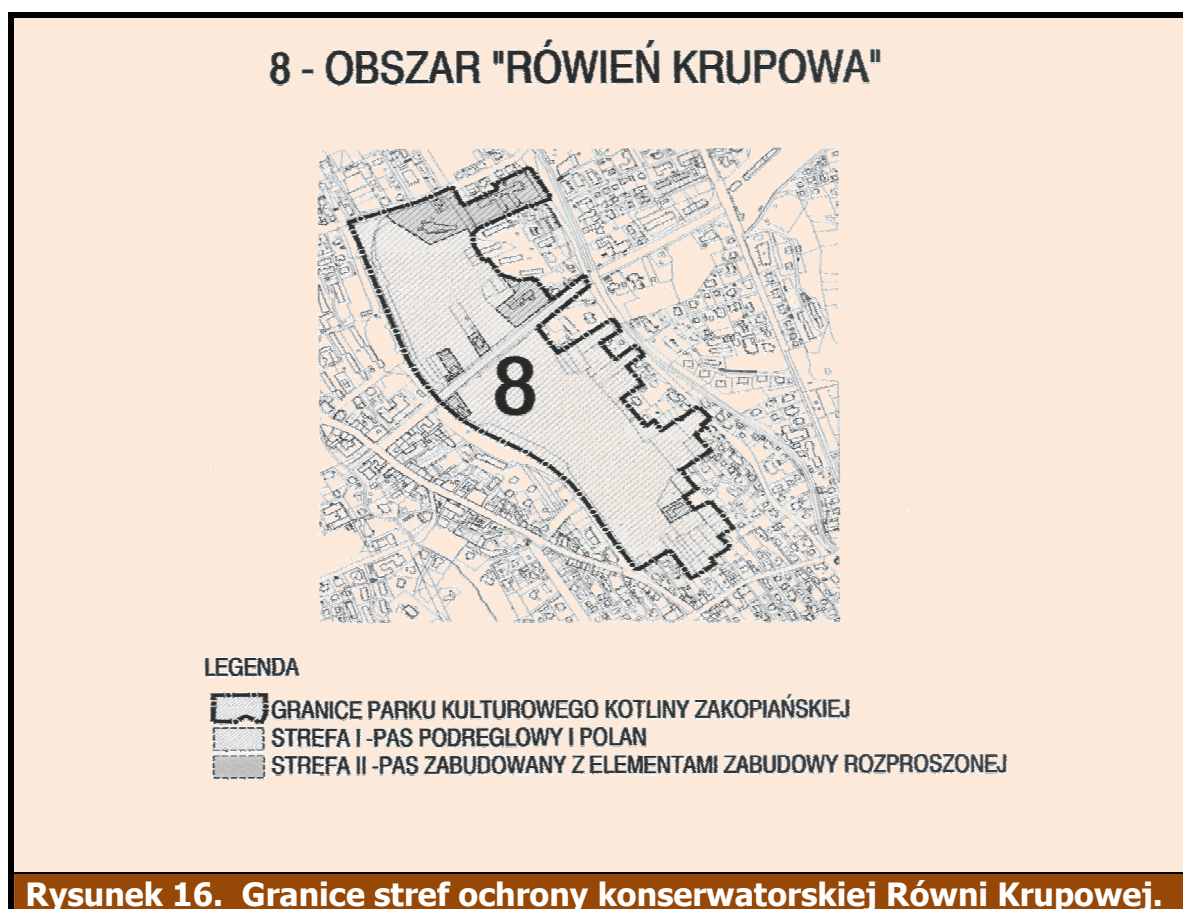 8 - OBSZAR "RÓWIEŃ KRUPOWA"
8
LEGENDA
GRANICE PARKU KULTUROWEGO KOTLINY ZAKOPIAŃSKIEJ
STREFA I -PAS PODREGLOWY I POLAN
STREFA II -PAS ZABUDOWANY Z ELEMENTAMI ZABUDOWY ROZPROSZONEJ
Rysunek 16. Granice stref ochrony konserwatorskiej Równi Krupowej.